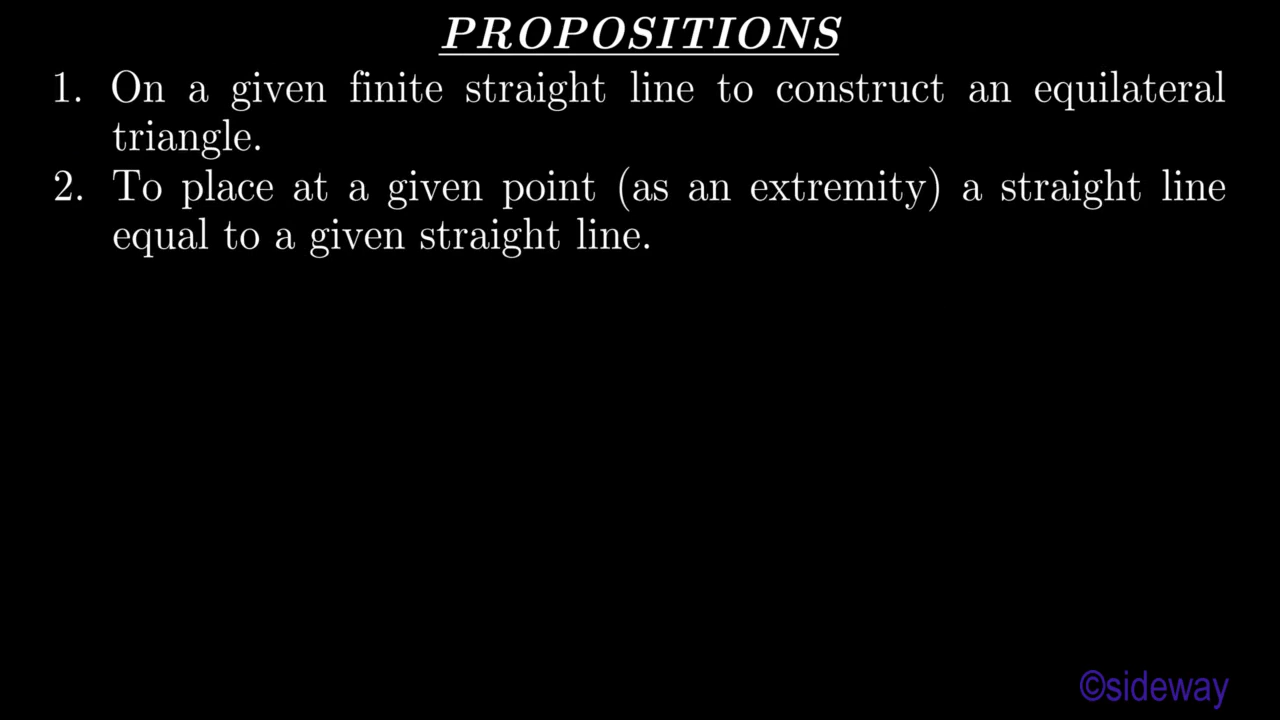 PROPOSITIONS
1. On a given finite straight line to construct an equilateral
triangle.
2. To place at a given point (as an extremity) a straight line
equal to a given straight line.
©sideway